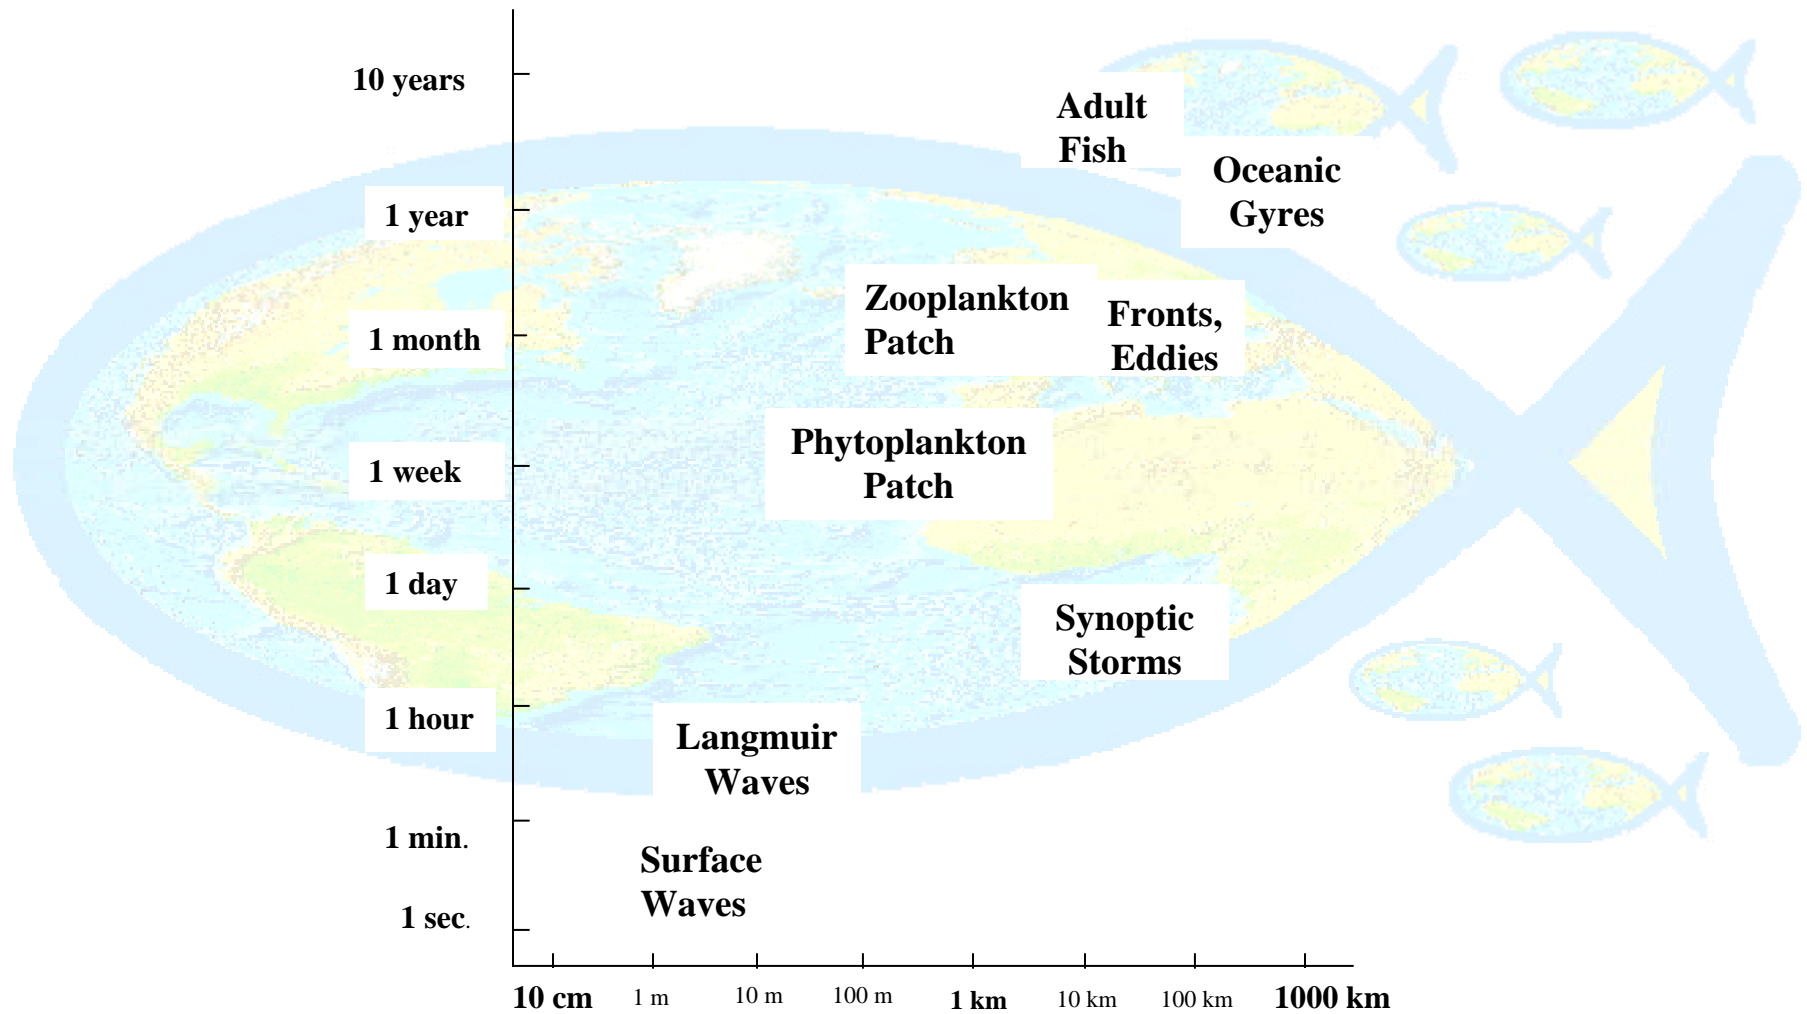 10 years
Adult
Fish
Oceanic
Gyres
1 year
Zooplankton
Patch
Fronts,
Eddies
1 month
Phytoplankton
Patch
1 week
1 day
Synoptic
Storms
1 hour
Langmuir
Waves
1 min.
Surface
Waves
1 sec.
10 cm 1 m 10 m 100 m 1 km 10 km 100 km 1000 km